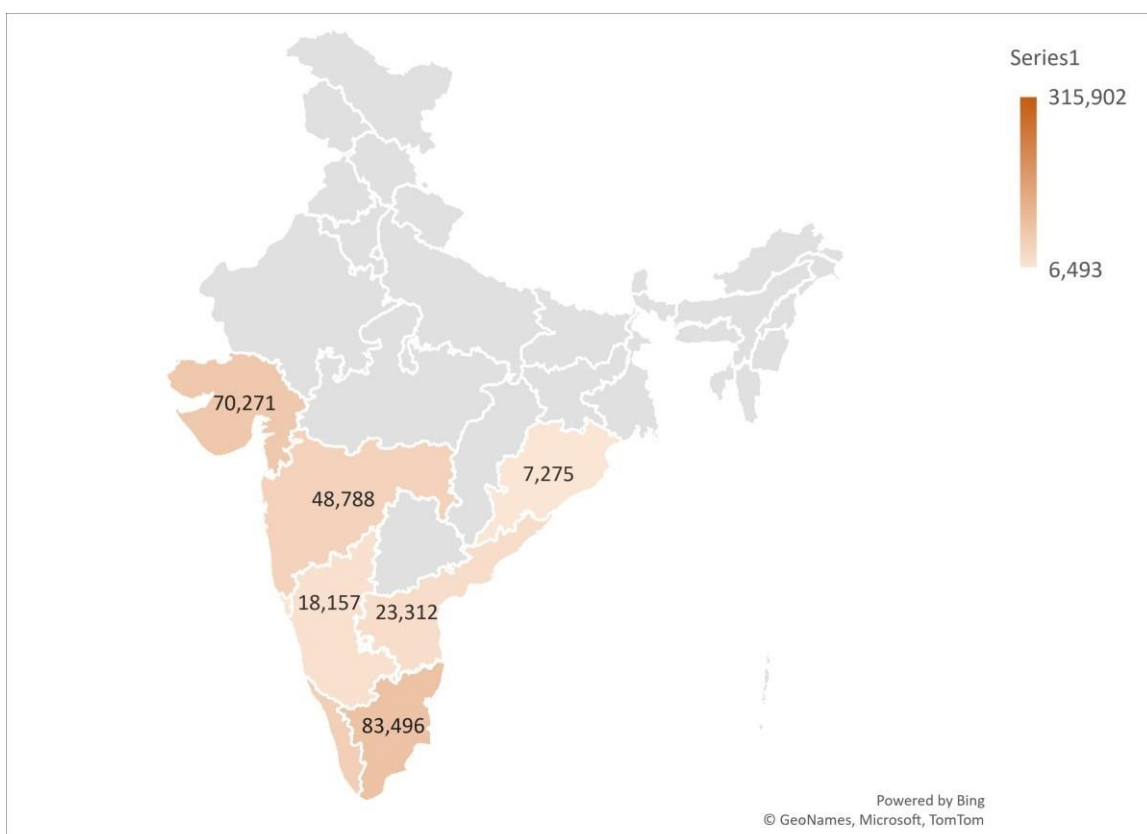 Series1
315,902
6,493
70,271
7,275
48,788
18,157
23,312
83,496
Powered by Bing
© GeoNames, Microsoft, TomTom